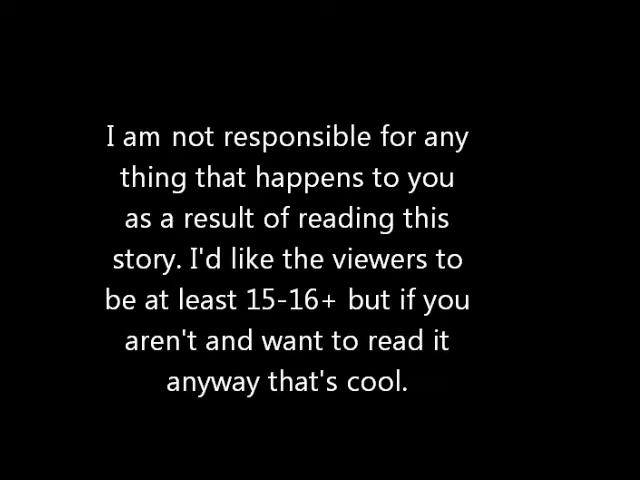 I am not responsible for any
thing that happens to you
as a result of reading this
story. I'd like the viewers to
be at least 15-16+ but if you
aren't and want to read it
anyway that's cool.